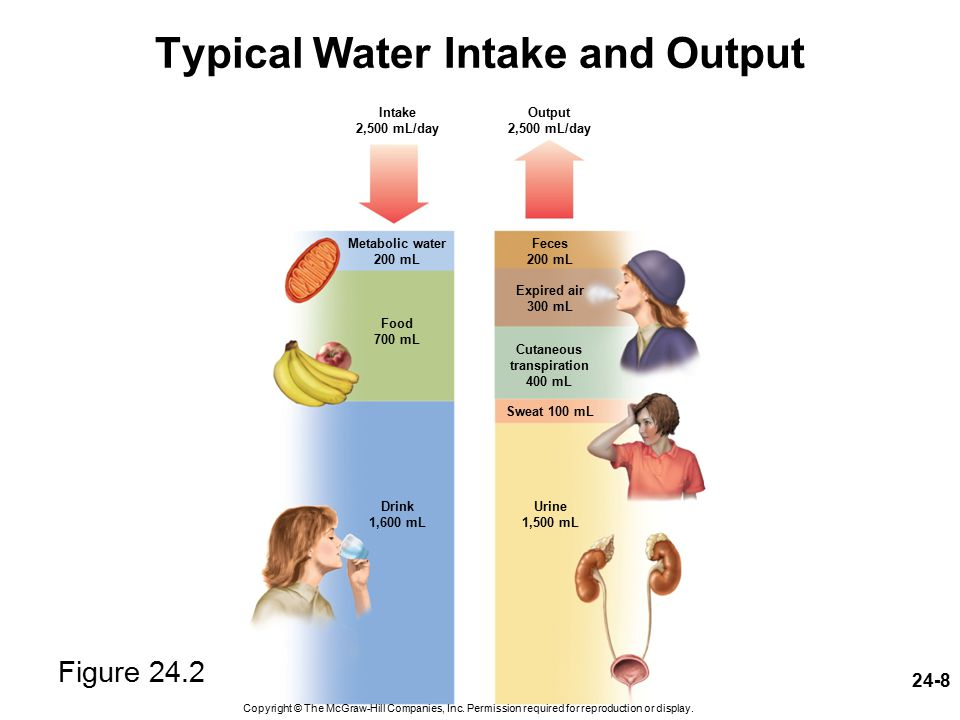 Typical Water Intake and Output
Intake
2,500 mL/day
Output
2,500 mL/day
Metabolic water
200 mL
Food
700 mL
Drink
1,600 mL
Feces
200 mL
Expired air
300 mL
Cutaneous
transpiration
400 mL
Sweat 100 mL
Urine
1,500 mL
Figure 24.2
24-8
Copyright © The McGraw-Hill Companies, Inc. Permission required for reproduction or display.